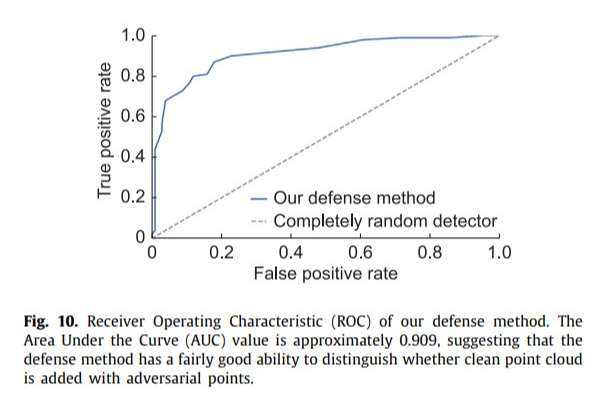 1.0
0.8
0.6
0.4
0.2
0
True positive rate
Our defense method
Completely random detector
0 0.2 0.4 0.6 0.8 1.0
False positive rate
Fig. 10. Receiver Operating Characteristic (ROC) of our defense method. The
Area Under the Curve (AUC) value is approximately 0.909, suggesting that the
defense method has a fairly good ability to distinguish whether clean point cloud
is added with adversarial points.